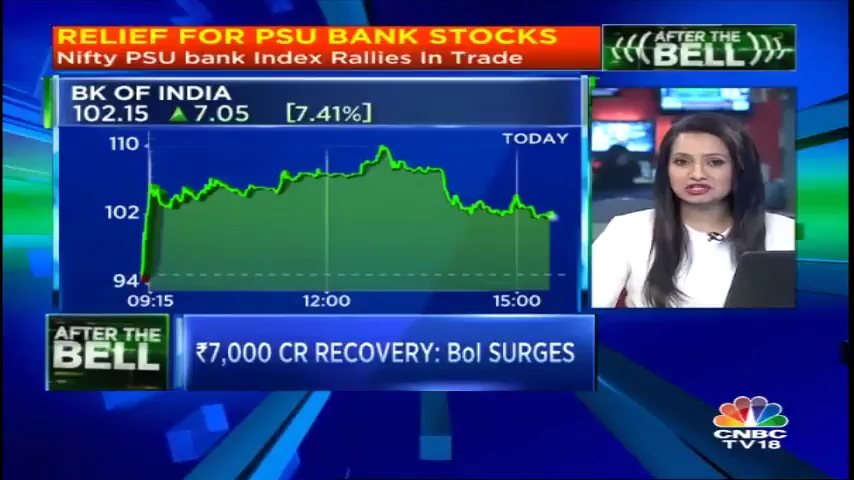 RELIEF FOR PSU BANK STOCKS
Nifty PSU bank Index Rallies In Trade
AFTER THE
BELL
BK OF INDIA
102.15 ▲7.05 [7.41%]
TODAY
110
102
94
09:15 12:00 15:00
AFTER THE
BELL
₹7,000 CR RECOVERY: BoI SURGES
CNBC
TV18